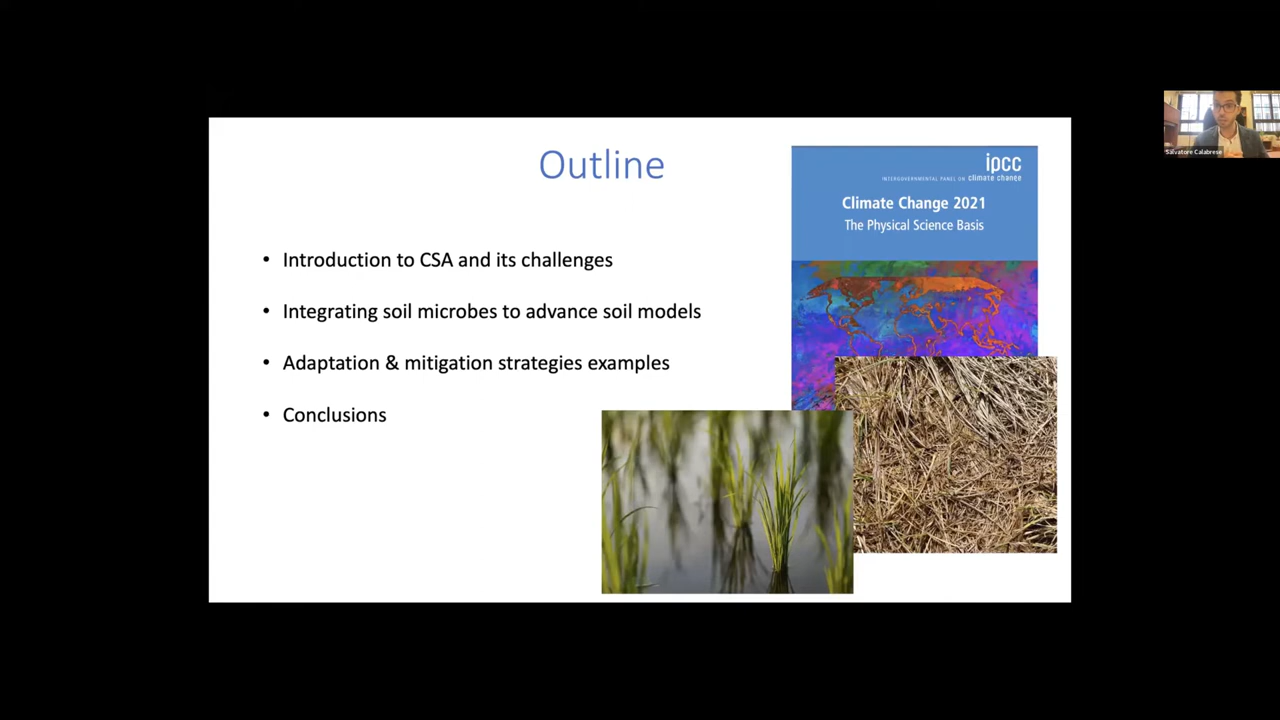 Outline
• Introduction to CSA and its challenges
• Integrating soil microbes to advance soil models
• Adaptation & mitigation strategies examples
• Conclusions
ipcc
INTERGOVERNMENTAL PANEL ON climate change
Climate Change 2021
The Physical Science Basis
Salvatore Calabrese